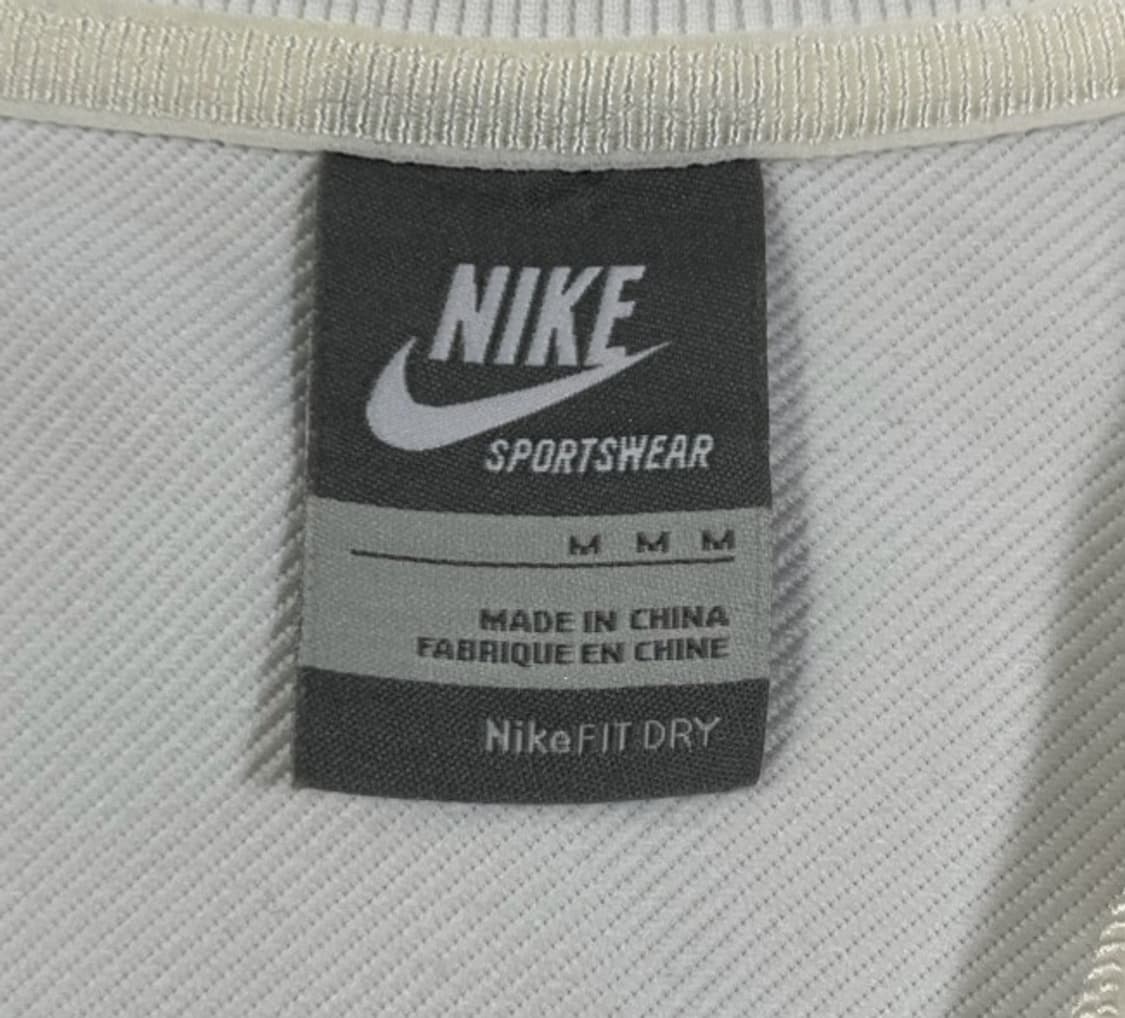 NIKE
SPORTSWEAR
M M M
MADE IN CHINA
FABRIQUE EN CHINE
NikeFIT DRY